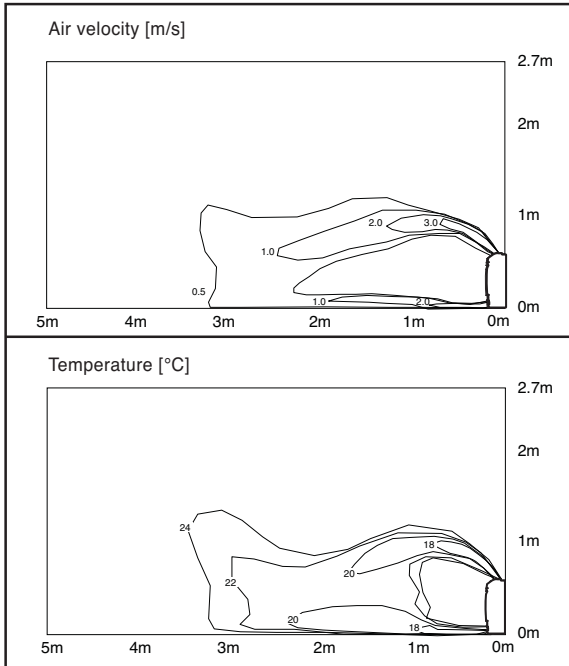 Air velocity [m/s]
2.7m
2m
1m
2.0
3.0
1.0
0.5
1.0
2.0
0m
5m 4m 3m 2m 1m 0m
Temperature [°C]
2.7m
2m
24
18
1m
20
22
20
18
0m
5m 4m 3m 2m 1m 0m